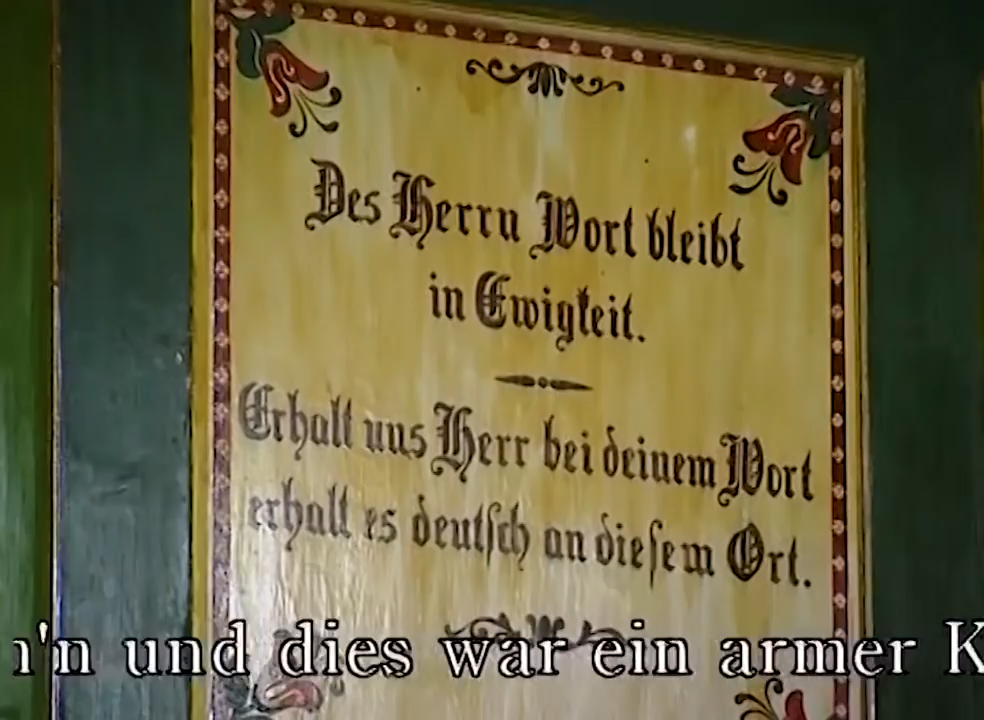 Des Herrn Wort bleibt
in Ewigkeit.
Erhalt uns Herr bei deinem Wort
erhalt es deutſch an dieſem Ort.
und dies war ein armer